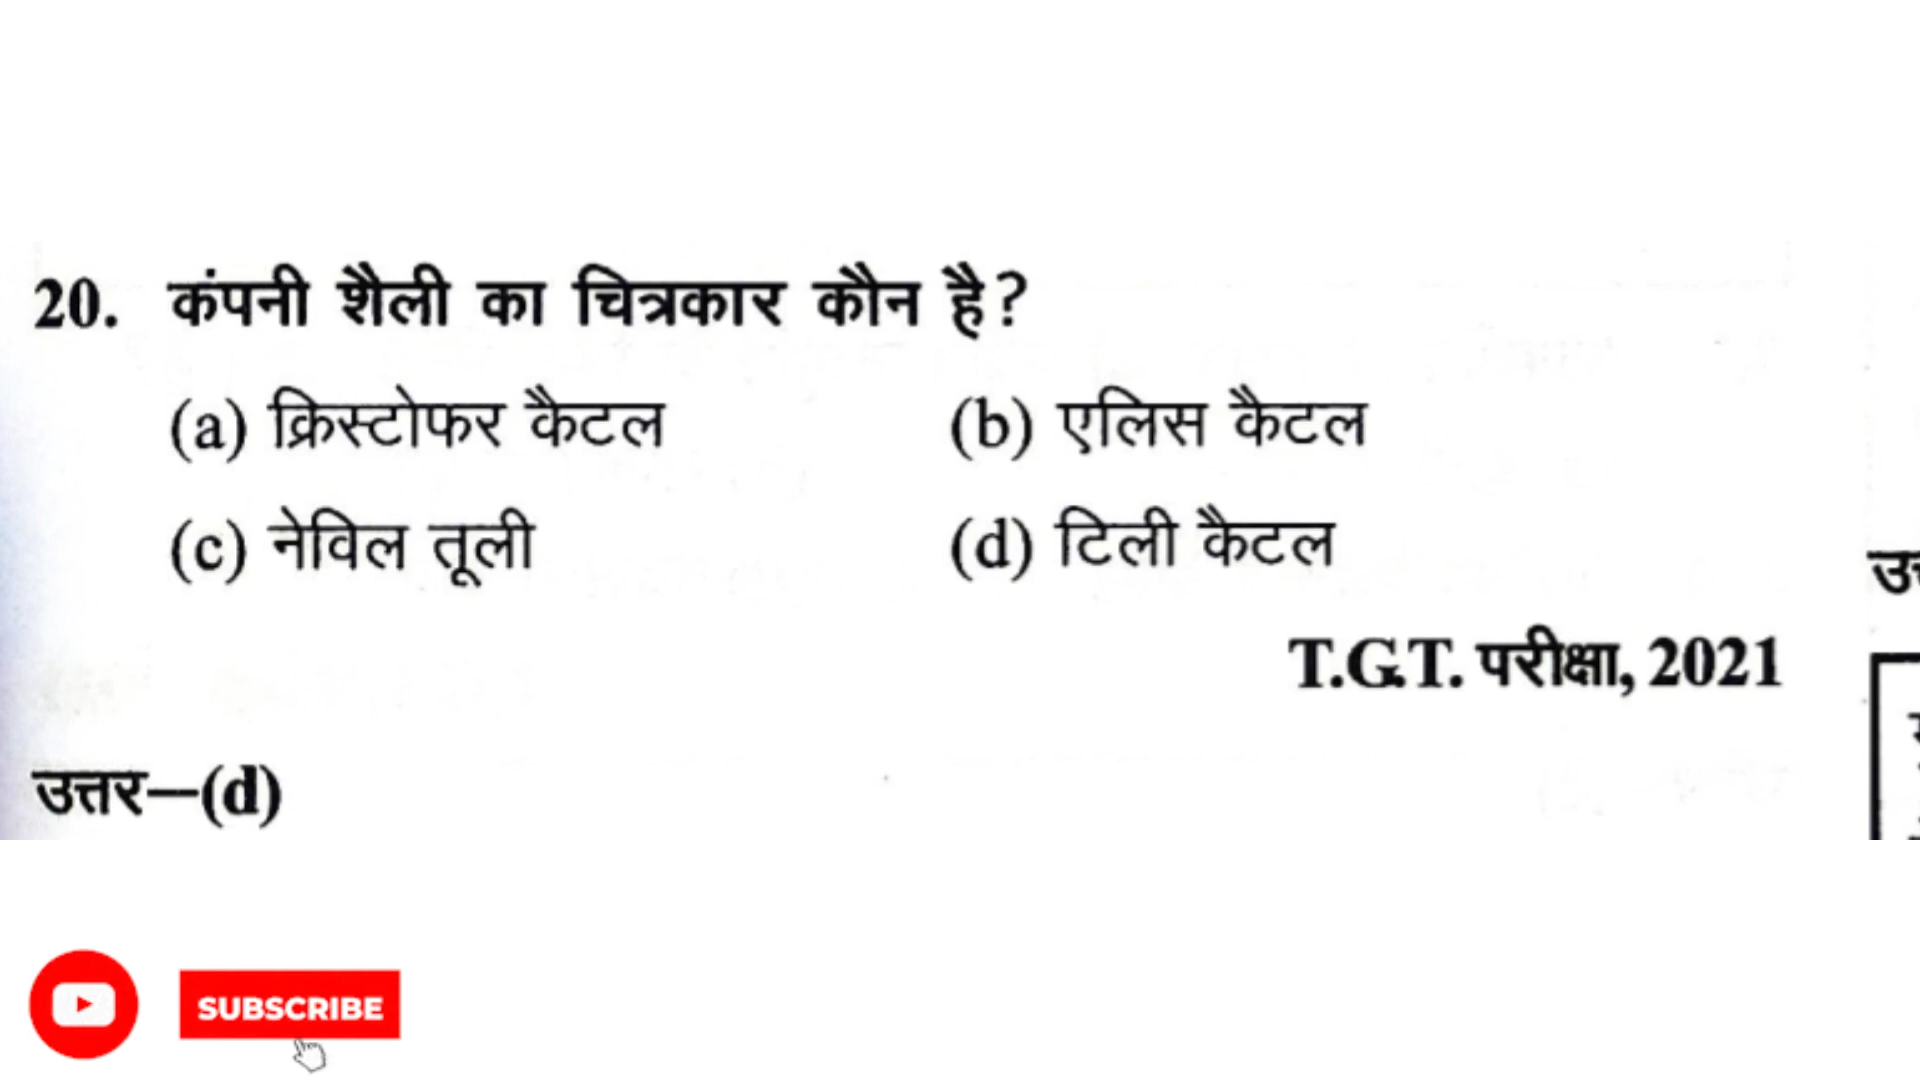 20. कंपनी शैली का चित्रकार कौन है?
(a) क्रिस्टोफर कैटल (b) एलिस कैटल
(c) नेविल तूली (d) टिली कैटल
T.G.T. परीक्षा, 2021
उत्तर—(d)
SUBSCRIBE